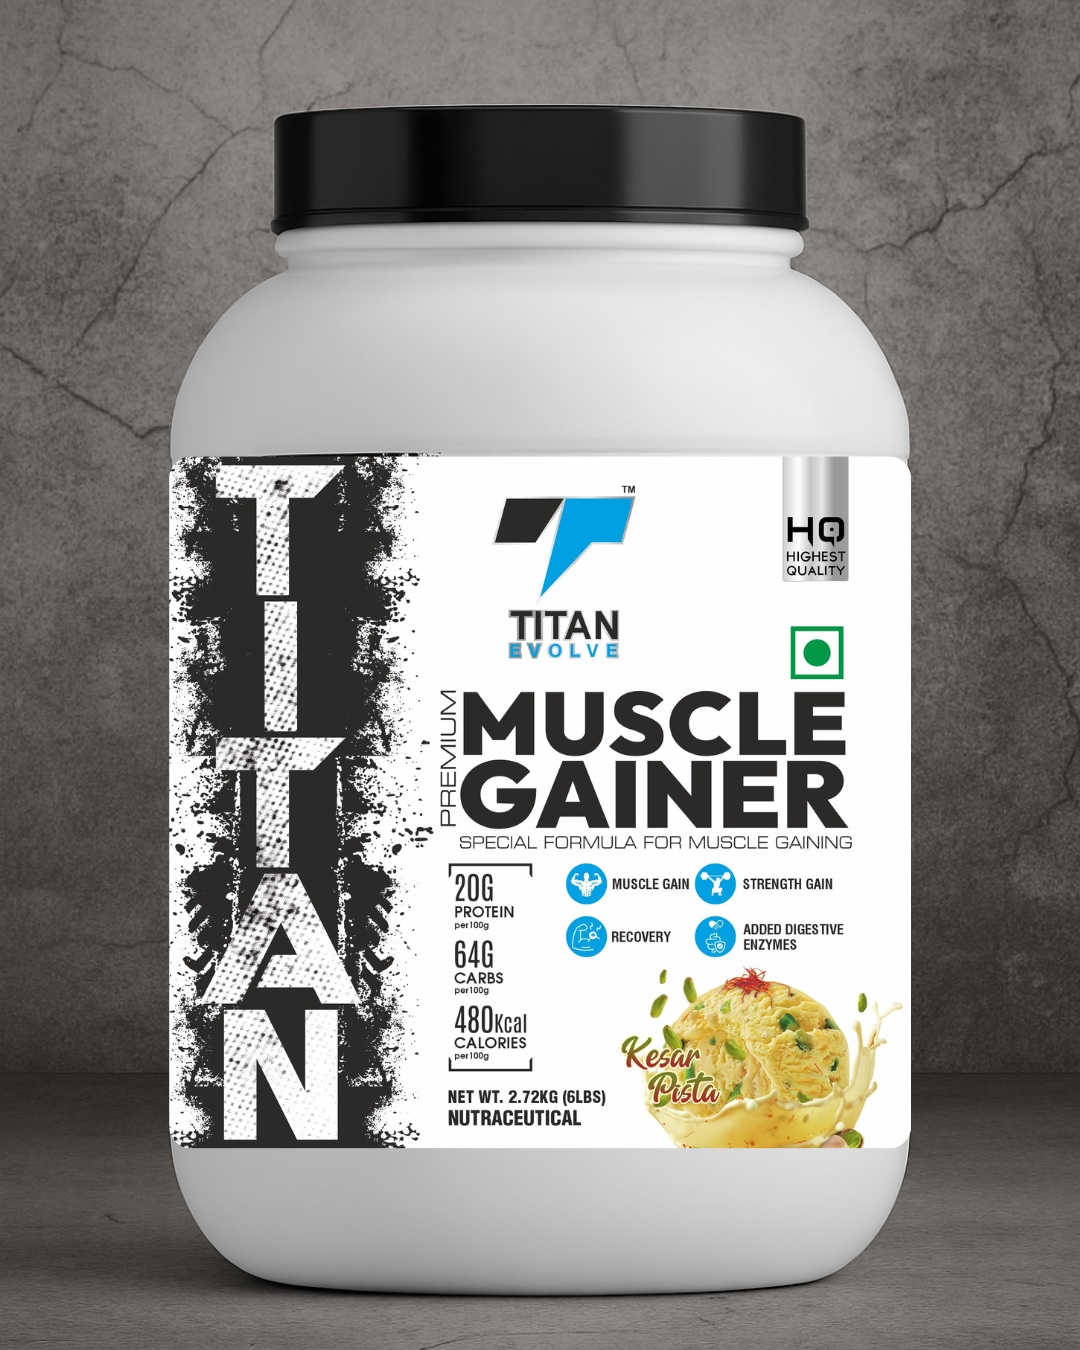 TITAN
TM
TITAN
EVOLVE
HQ
HIGHEST
QUALITY
PREMIUM
MUSCLE
GAINER
SPECIAL FORMULA FOR MUSCLE GAINING
20G
PROTEIN
per100g
64G
CARBS
per100g
480Kcal
CALORIES
per100g
MUSCLE GAIN
STRENGTH GAIN
RECOVERY
ADDED DIGESTIVE
ENZYMES
Kesar
Pista
NET WT. 2.72KG (6LBS)
NUTRACEUTICAL